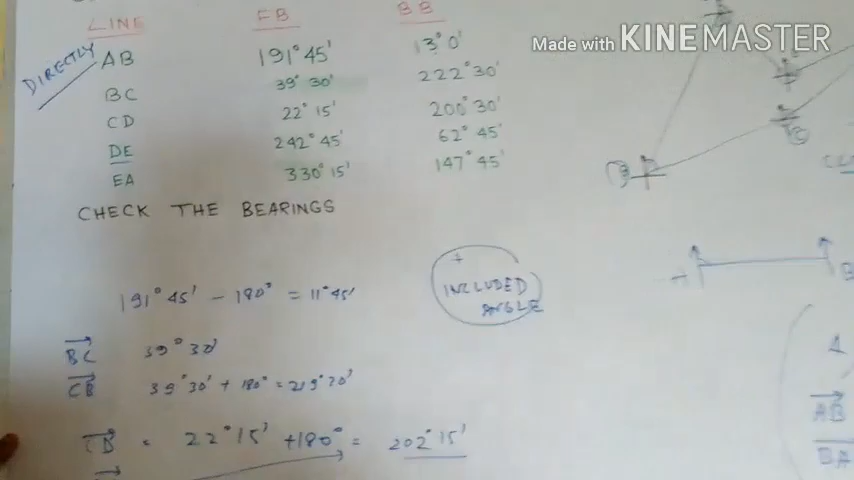 LINE FB BB
DIRECTLY
AB 191°45' 13°0'
BC 39°30' 222°30'
CD 22°15' 200°30'
DE 242°45' 62°45'
EA 330°15' 147°45'
CHECK THE BEARINGS
191°45' - 180° = 11°45'
INCLUDED
ANGLE
BC 39°30'
CB 39°30' + 180° = 219°30'
CB = 22°15' + 180° = 202°15'
AB
BA
Made with KINEMASTER